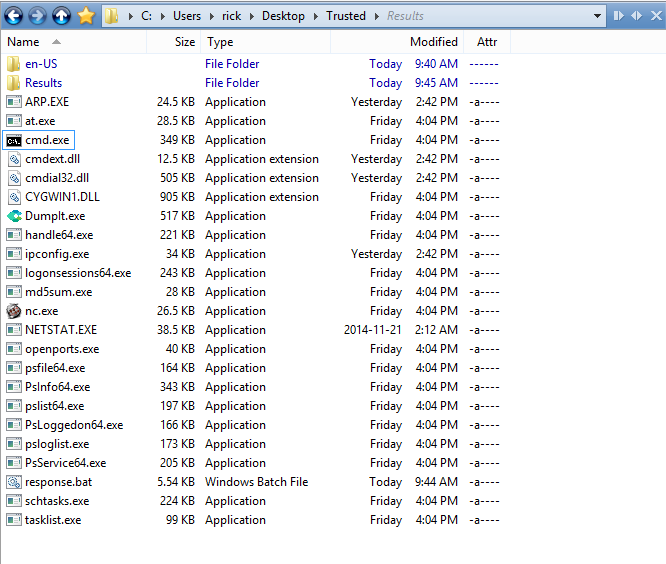 C: Users rick Desktop Trusted Results
Name Size Type Modified Attr
en-US File Folder Today 9:40 AM ------
Results File Folder Today 9:45 AM ------
ARP.EXE 24.5 KB Application Yesterday 2:42 PM -a----
at.exe 28.5 KB Application Friday 4:04 PM -a----
cmd.exe 349 KB Application Friday 4:04 PM -a----
cmdext.dll 12.5 KB Application extension Yesterday 2:42 PM -a----
cmdial32.dll 505 KB Application extension Yesterday 2:42 PM -a----
CYGWIN1.DLL 905 KB Application extension Friday 4:04 PM -a----
DumpIt.exe 517 KB Application Friday 4:04 PM -a----
handle64.exe 221 KB Application Friday 4:04 PM -a----
ipconfig.exe 34 KB Application Yesterday 2:42 PM -a----
logonsessions64.exe 243 KB Application Friday 4:04 PM -a----
md5sum.exe 28 KB Application Friday 4:04 PM -a----
nc.exe 26.5 KB Application Friday 4:04 PM -a----
NETSTAT.EXE 38.5 KB Application 2014-11-21 2:12 AM -a----
openports.exe 40 KB Application Friday 4:04 PM -a----
psfile64.exe 164 KB Application Friday 4:04 PM -a----
PsInfo64.exe 343 KB Application Friday 4:04 PM -a----
pslist64.exe 197 KB Application Friday 4:04 PM -a----
PsLoggedon64.exe 166 KB Application Friday 4:04 PM -a----
psloglist.exe 173 KB Application Friday 4:04 PM -a----
PsService64.exe 205 KB Application Friday 4:04 PM -a----
response.bat 5.54 KB Windows Batch File Today 9:44 AM -a----
schtasks.exe 224 KB Application Friday 4:04 PM -a----
tasklist.exe 99 KB Application Friday 4:04 PM -a----